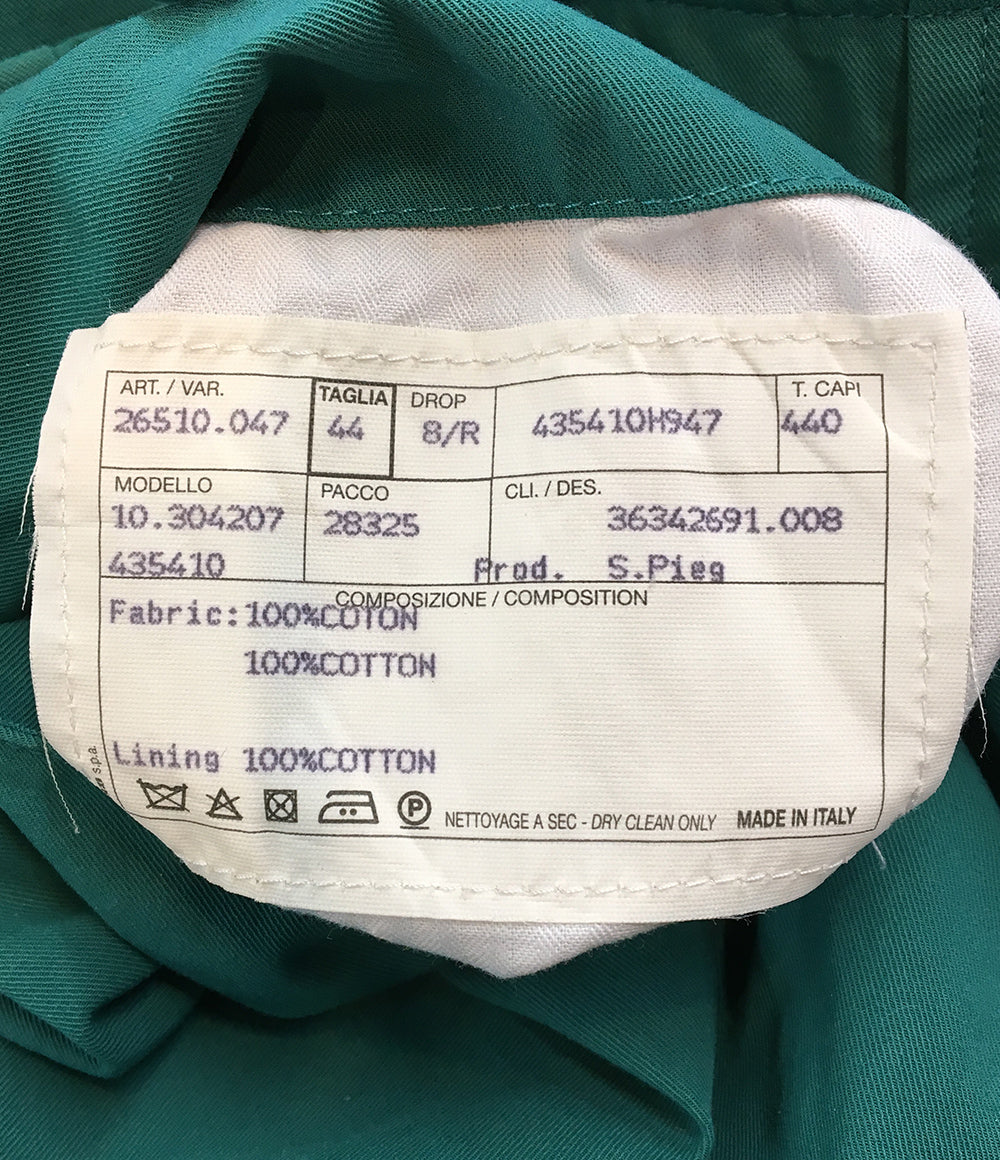 ART. / VAR. TAGLIA DROP T. CAPI
26510.047 44 8/R 435410H947 440
MODELLO PACCO CLI. / DES.
10.304207 28325 36342691.008
435410 Prod. S.Pieg
COMPOSIZIONE / COMPOSITION
Fabric: 100%COTON
100%COTTON
Lining 100%COTTON
P NETTOYAGE A SEC - DRY CLEAN ONLY MADE IN ITALY
s.p.a.